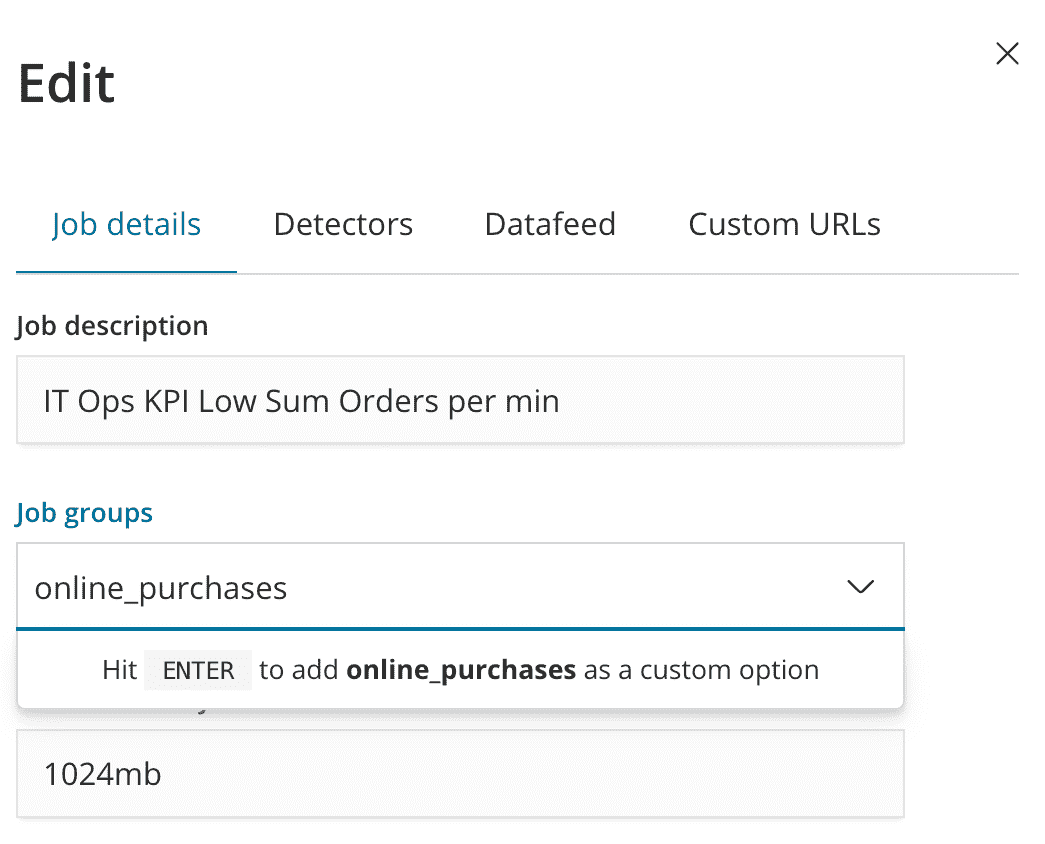 Edit
Job details Detectors Datafeed Custom URLs
Job description
IT Ops KPI Low Sum Orders per min
Job groups
online_purchases
Hit ENTER to add online_purchases as a custom option
1024mb